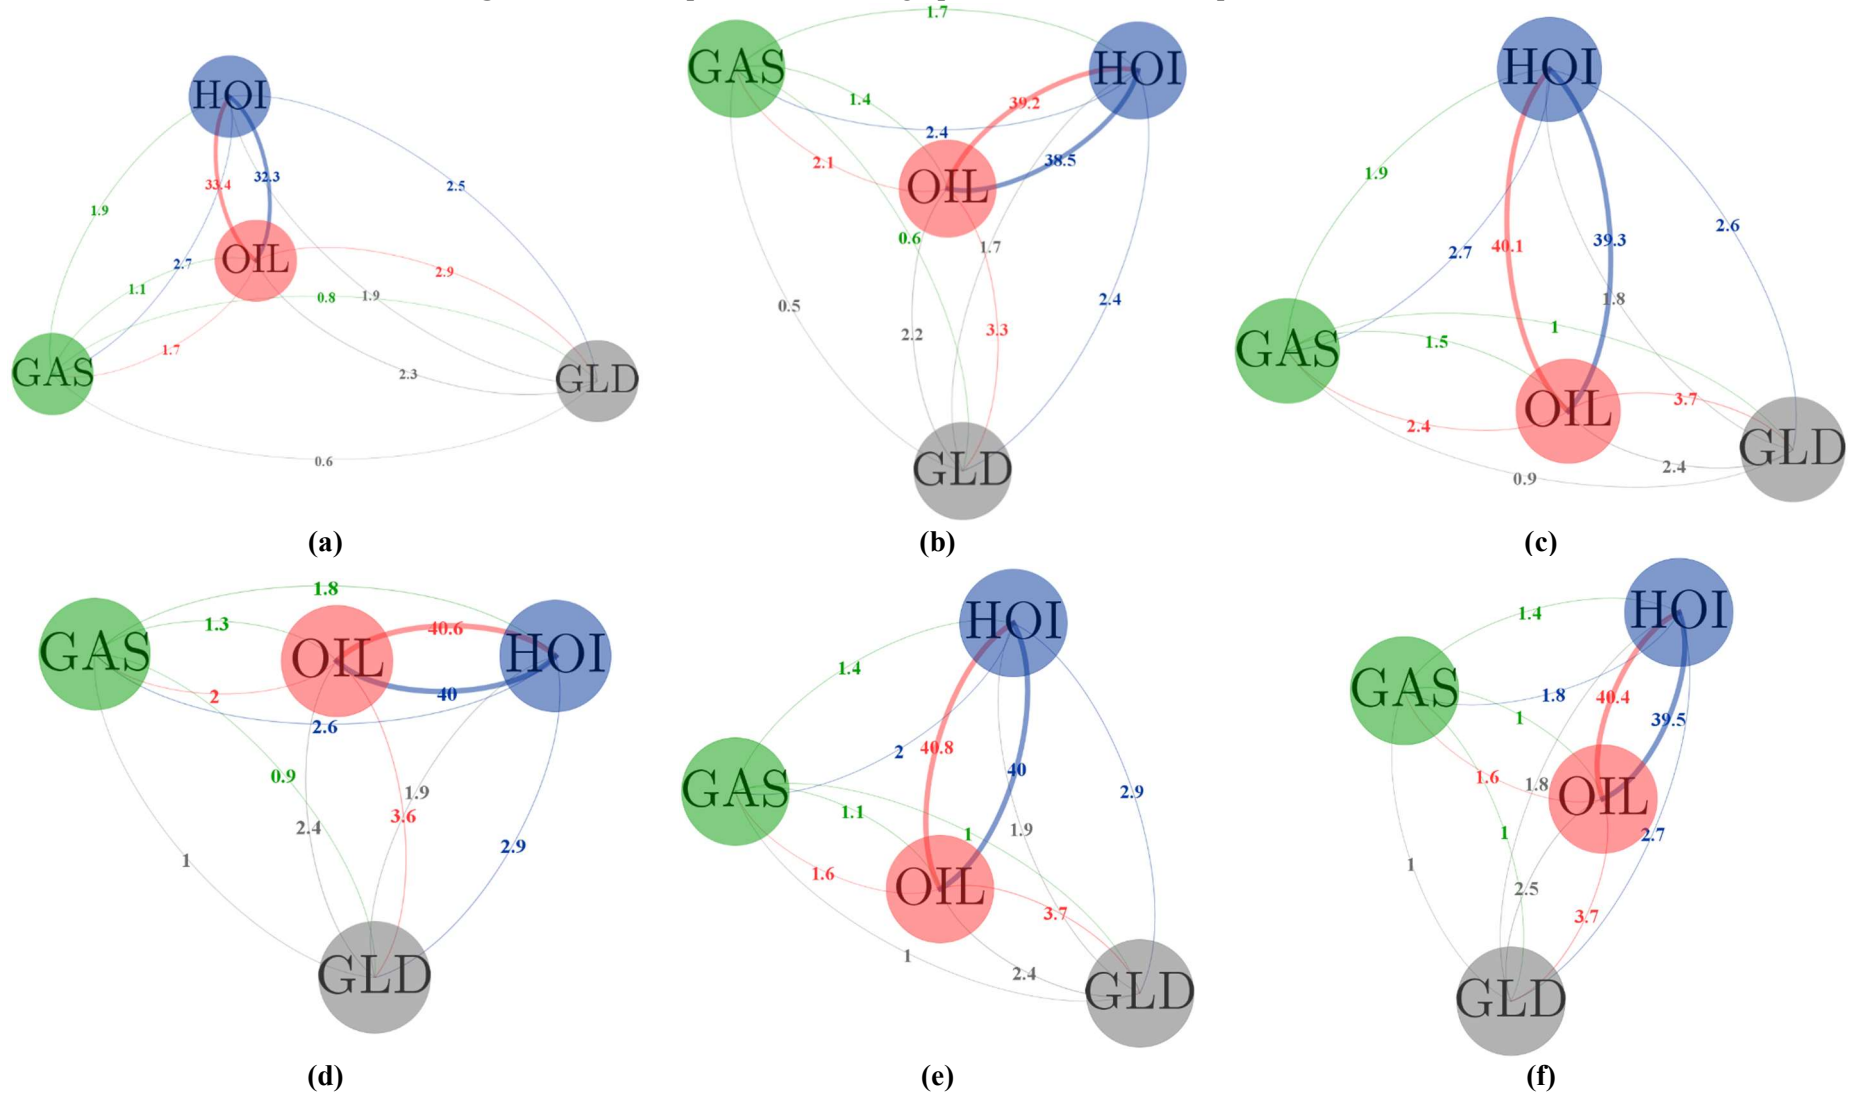 1.7
GAS
HOI
HOI
HOI
1.4
39.2
2.4
38.5
2.1
OIL
1.9
33.4
32.3
2.5
1.9
2.7
OIL
2.9
1.1
0.8
1.9
1.7
GAS
2.3
GLD
0.6
0.6
1.7
0.5
2.2
3.3
2.4
GLD
2.7
40.1
39.3
2.6
1.8
1
GAS
1.5
2.4
OIL
3.7
GLD
2.4
0.9
(a)
(b)
(c)
1.8
1.3
40.6
GAS
OIL
HOI
2
40
2.6
0.9
1.9
2.4
3.6
1
2.9
GLD
HOI
1.4
2
40.8
40
2.9
GAS
1.1
1
1.9
1.6
OIL
3.7
1
2.4
GLD
1.4
HOI
GAS
1.8
40.4
1
39.5
1.6
1.8
OIL
1
2.7
1
2.5
3.7
GLD
(d)
(e)
(f)